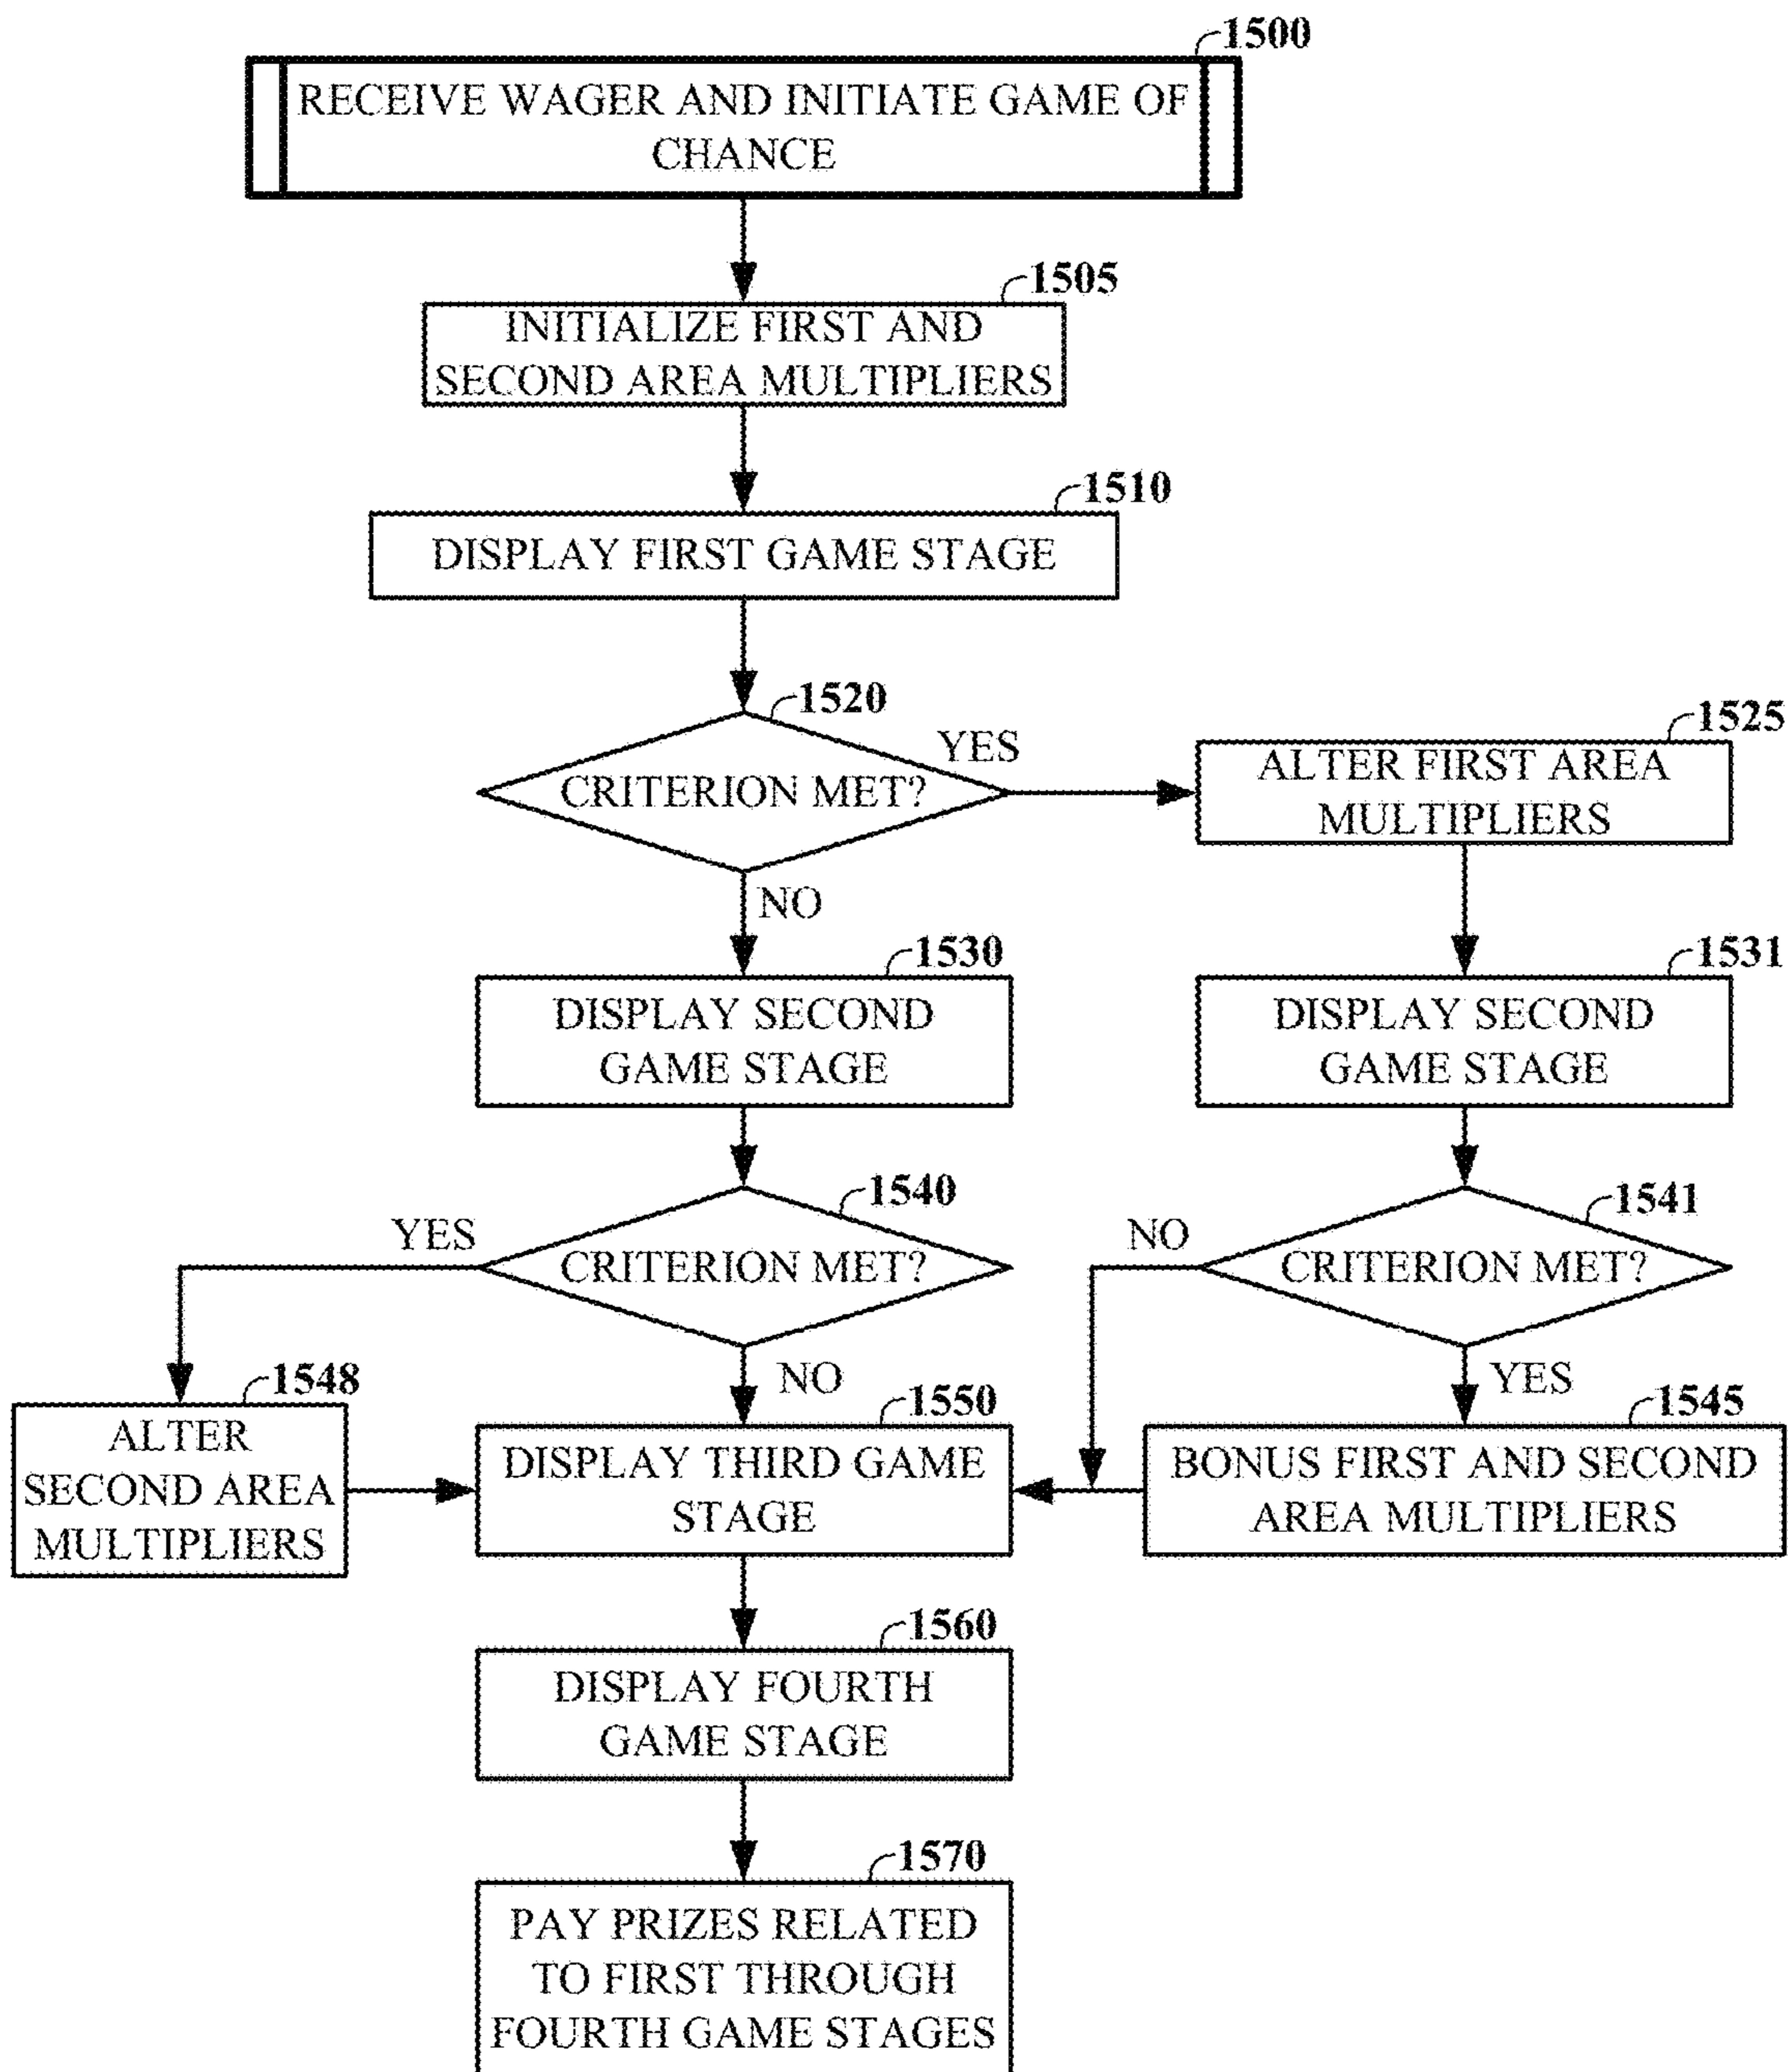 1500
RECEIVE WAGER AND INITIATE GAME OF
CHANCE
1505
INITIALIZE FIRST AND
SECOND AREA MULTIPLIERS
1510
DISPLAY FIRST GAME STAGE
1520
CRITERION MET?
YES
NO
1525
ALTER FIRST AREA
MULTIPLIERS
1530
DISPLAY SECOND
GAME STAGE
1531
DISPLAY SECOND
GAME STAGE
1540
CRITERION MET?
YES
NO
1541
CRITERION MET?
NO
YES
1548
ALTER
SECOND AREA
MULTIPLIERS
1550
DISPLAY THIRD GAME
STAGE
1545
BONUS FIRST AND SECOND
AREA MULTIPLIERS
1560
DISPLAY FOURTH
GAME STAGE
1570
PAY PRIZES RELATED
TO FIRST THROUGH
FOURTH GAME STAGES